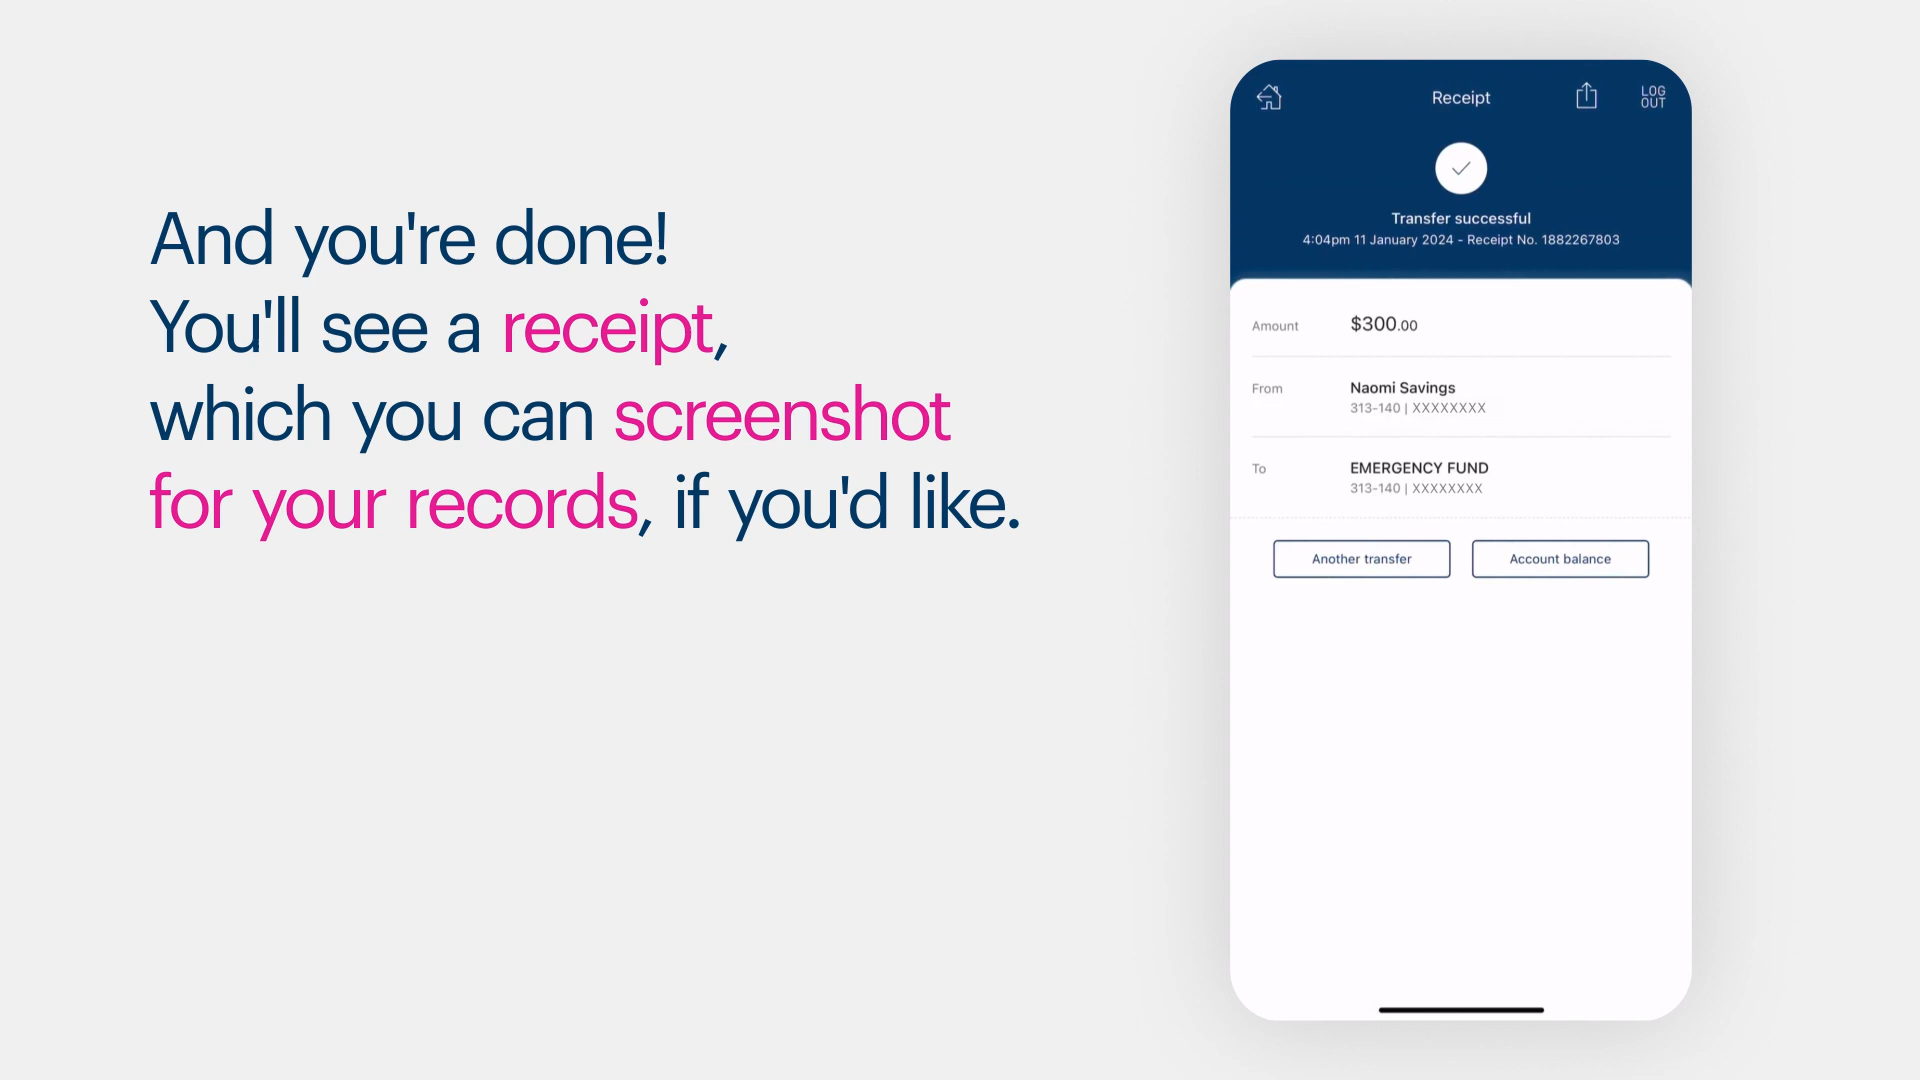 And you're done!
You'll see a receipt,
which you can screenshot
for your records, if you'd like.
Receipt
LOG
OUT
Transfer successful
4:04pm 11 January 2024 - Receipt No. 1882267803
Amount $300.00
From Naomi Savings
313-140 | XXXXXXXX
To EMERGENCY FUND
313-140 | XXXXXXXX
Another transfer Account balance